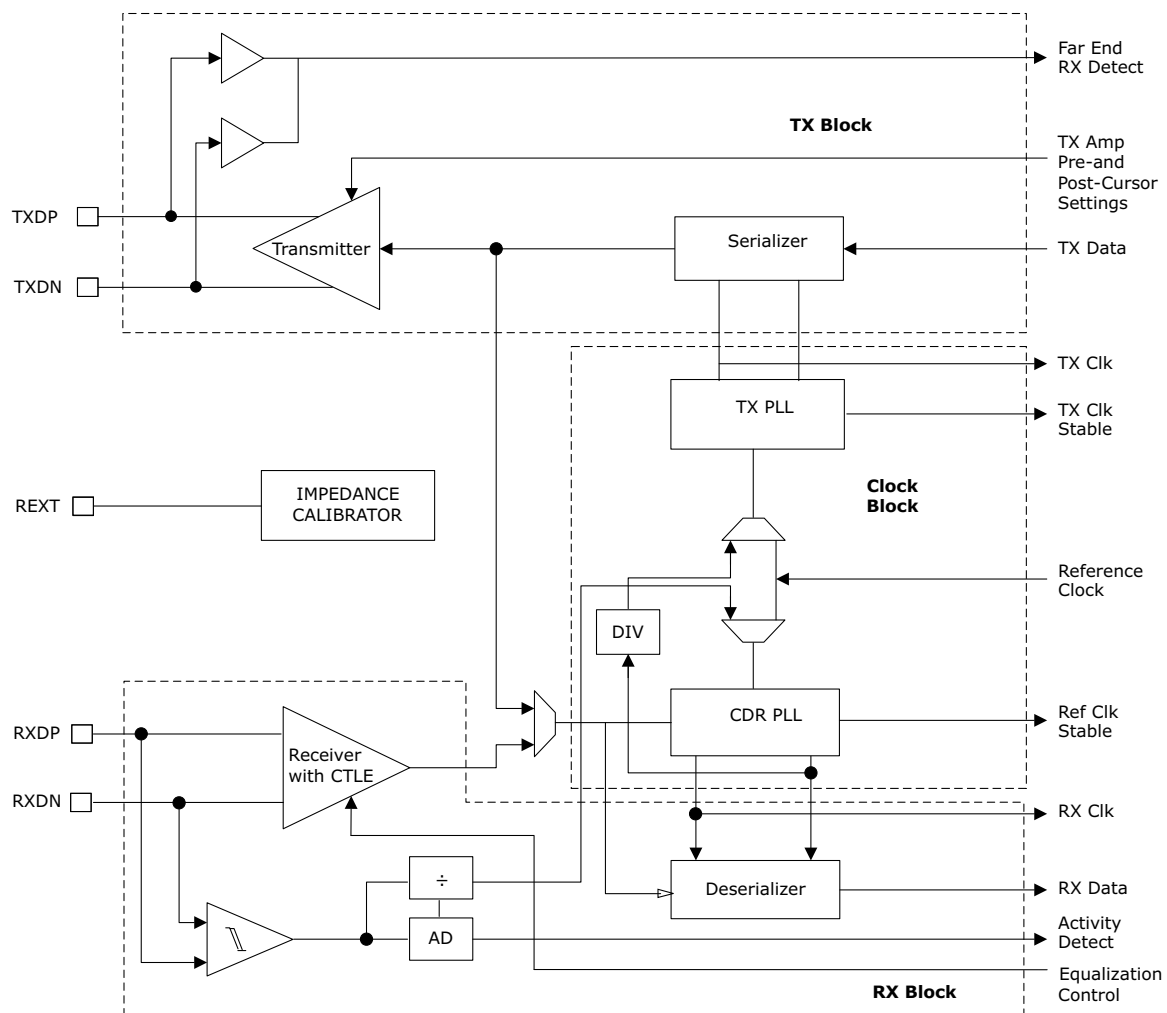 Far End
RX Detect
TX Block
TX Amp
Pre-and
Post-Cursor
Settings
TXDP
Transmitter
Serializer
TX Data
TXDN
TX Clk
TX PLL
TX Clk
Stable
Clock
Block
REXT
IMPEDANCE
CALIBRATOR
Reference
Clock
DIV
CDR PLL
Ref Clk
Stable
RXDP
Receiver
with CTLE
RXDN
RX Clk
÷
Deserializer
RX Data
AD
Activity
Detect
RX Block
Equalization
Control